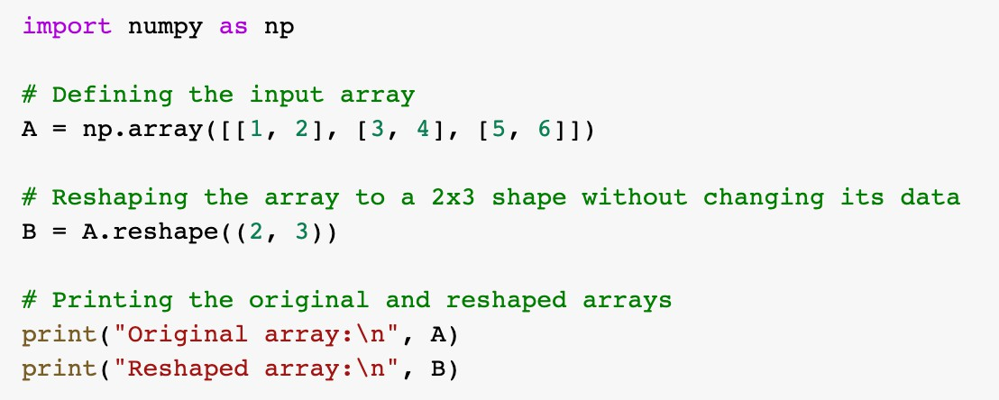 import numpy as np
# Defining the input array
A = np.array([[1, 2], [3, 4], [5, 6]])
# Reshaping the array to a 2x3 shape without changing its data
B = A.reshape((2, 3))
# Printing the original and reshaped arrays
print("Original array:\n", A)
print("Reshaped array:\n", B)